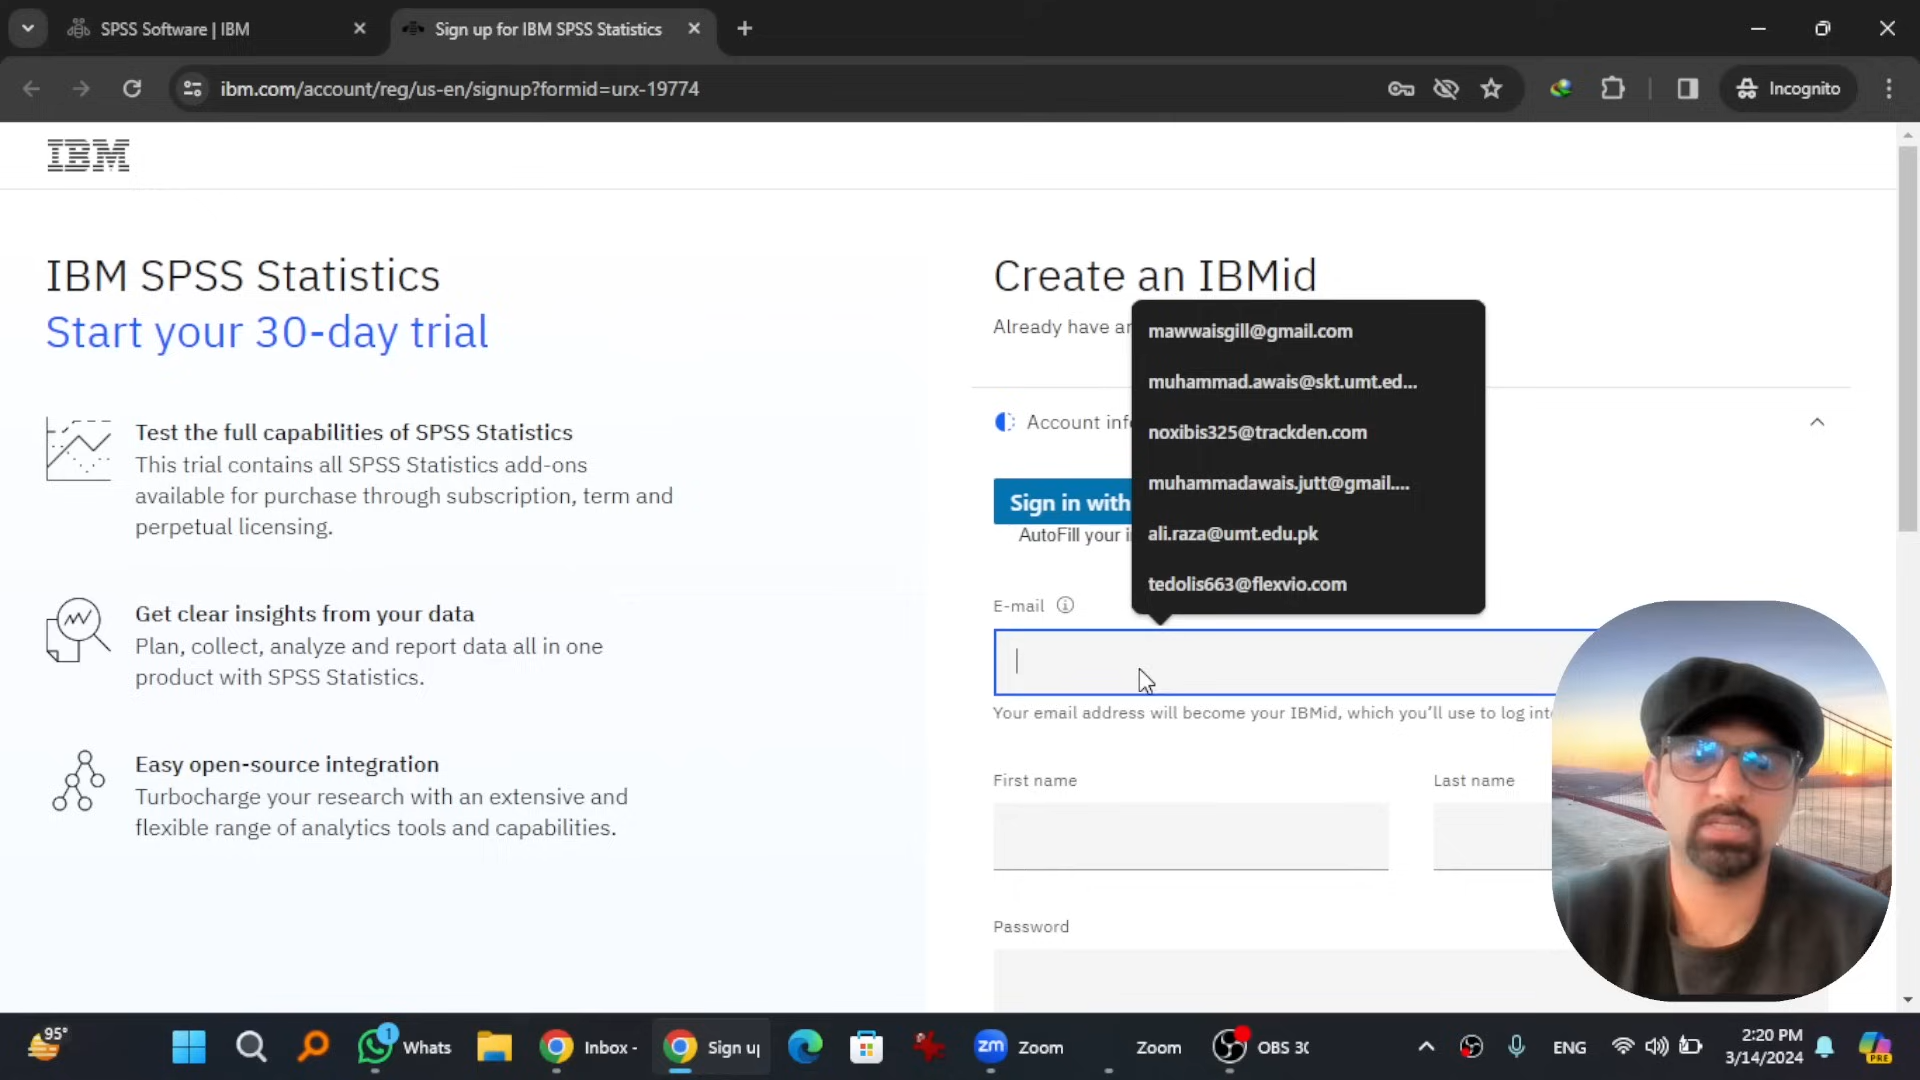 SPSS Software | IBM
Sign up for IBM SPSS Statistics
ibm.com/account/reg/us-en/signup?formid=urx-19774
Incognito
IBM
IBM SPSS Statistics
Start your 30-day trial
Test the full capabilities of SPSS Statistics
This trial contains all SPSS Statistics add-ons
available for purchase through subscription, term and
perpetual licensing.
Get clear insights from your data
Plan, collect, analyze and report data all in one
product with SPSS Statistics.
Easy open-source integration
Turbocharge your research with an extensive and
flexible range of analytics tools and capabilities.
Create an IBMid
Already have
Account
mawwaisgill@gmail.com
muhammad.awais@skt.umt.ed...
noxibis325@trackden.com
muhammadawais.jutt@gmail....
ali.raza@umt.edu.pk
tedolis663@flexvio.com
Sign in with
AutoFill your
E-mail
Your email address will become your IBMid, which you'll use to log
First name
Last name
Password
95°
1
Whats
Inbox -
Sign
zm
Zoom
Zoom
OBS
ENG
2:20 PM
3/14/2024
PRE